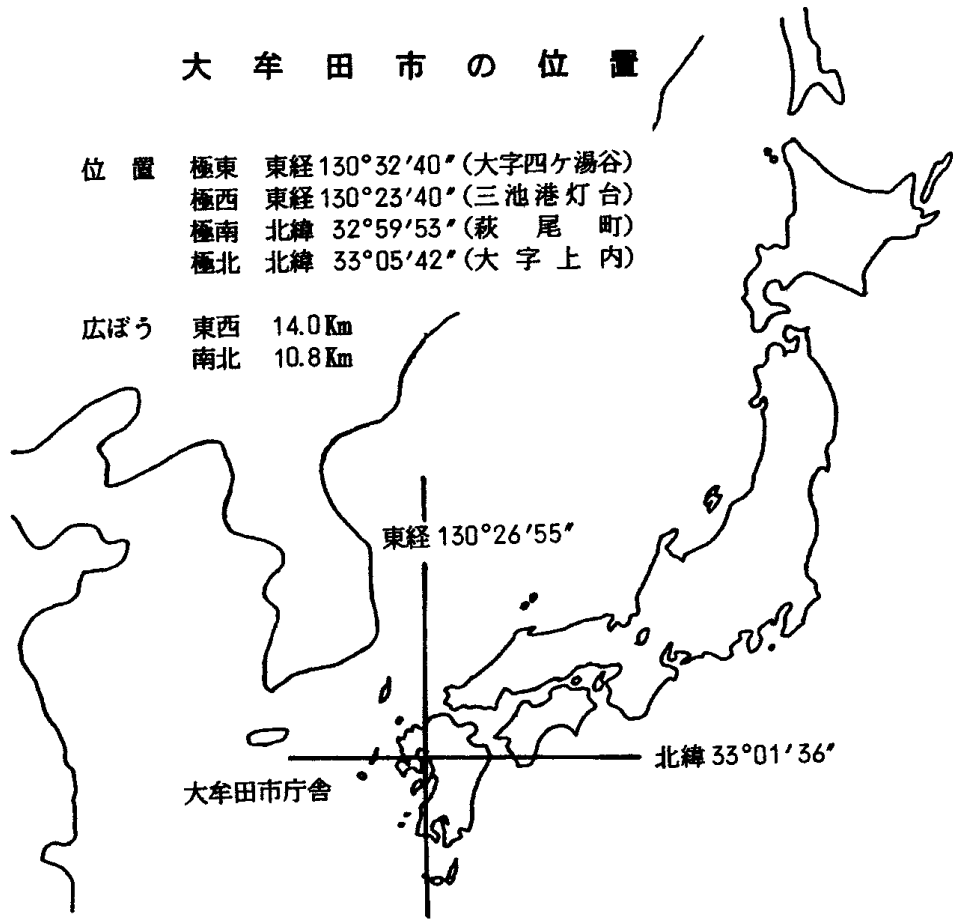 大牟田市の位置
位置 極東 東経130°32′40″(大字四ケ湯谷)
極西 東経130°23′40″(三池港灯台)
極南 北緯 32°59′53″(萩尾町)
極北 北緯 33°05′42″(大字上内)
広ぼう 東西 14.0Km
南北 10.8Km
東経130°26′55″
北緯33°01′36″
大牟田市庁舎